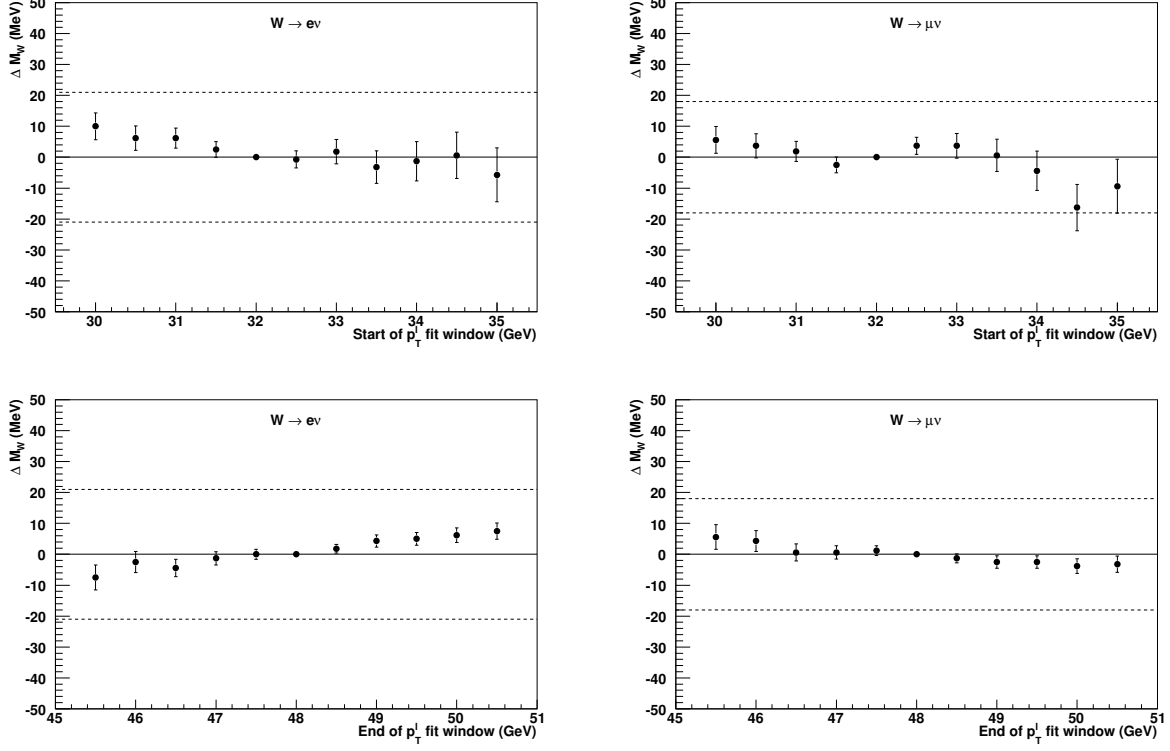 Δ M_W (MeV)
W → eν
50
40
30
20
10
0
-10
-20
-30
-40
-50
30 31 32 33 34 35
Start of p_T^l fit window (GeV)
Δ M_W (MeV)
W → μν
50
40
30
20
10
0
-10
-20
-30
-40
-50
30 31 32 33 34 35
Start of p_T^l fit window (GeV)
Δ M_W (MeV)
W → eν
50
40
30
20
10
0
-10
-20
-30
-40
-50
45 46 47 48 49 50 51
End of p_T^l fit window (GeV)
Δ M_W (MeV)
W → μν
50
40
30
20
10
0
-10
-20
-30
-40
-50
45 46 47 48 49 50 51
End of p_T^l fit window (GeV)